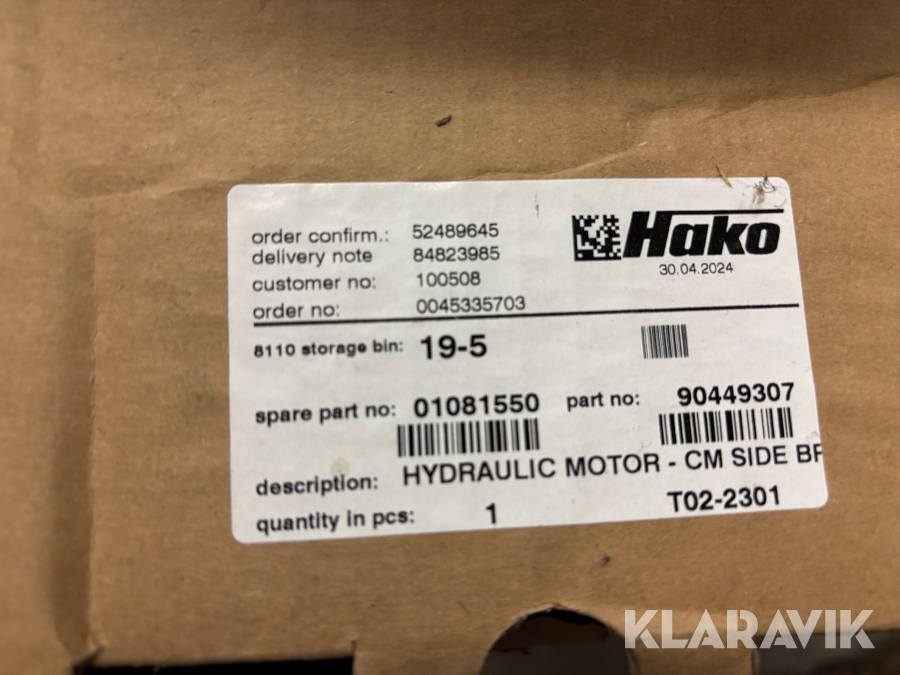 order confirm.: 52489645
delivery note 84823985
customer no: 100508
order no: 0045335703
Hako
30.04.2024
8110 storage bin: 19-5
spare part no: 01081550 part no: 90449307
description: HYDRAULIC MOTOR - CM SIDE BR
quantity in pcs: 1 T02-2301
KLARAVIK